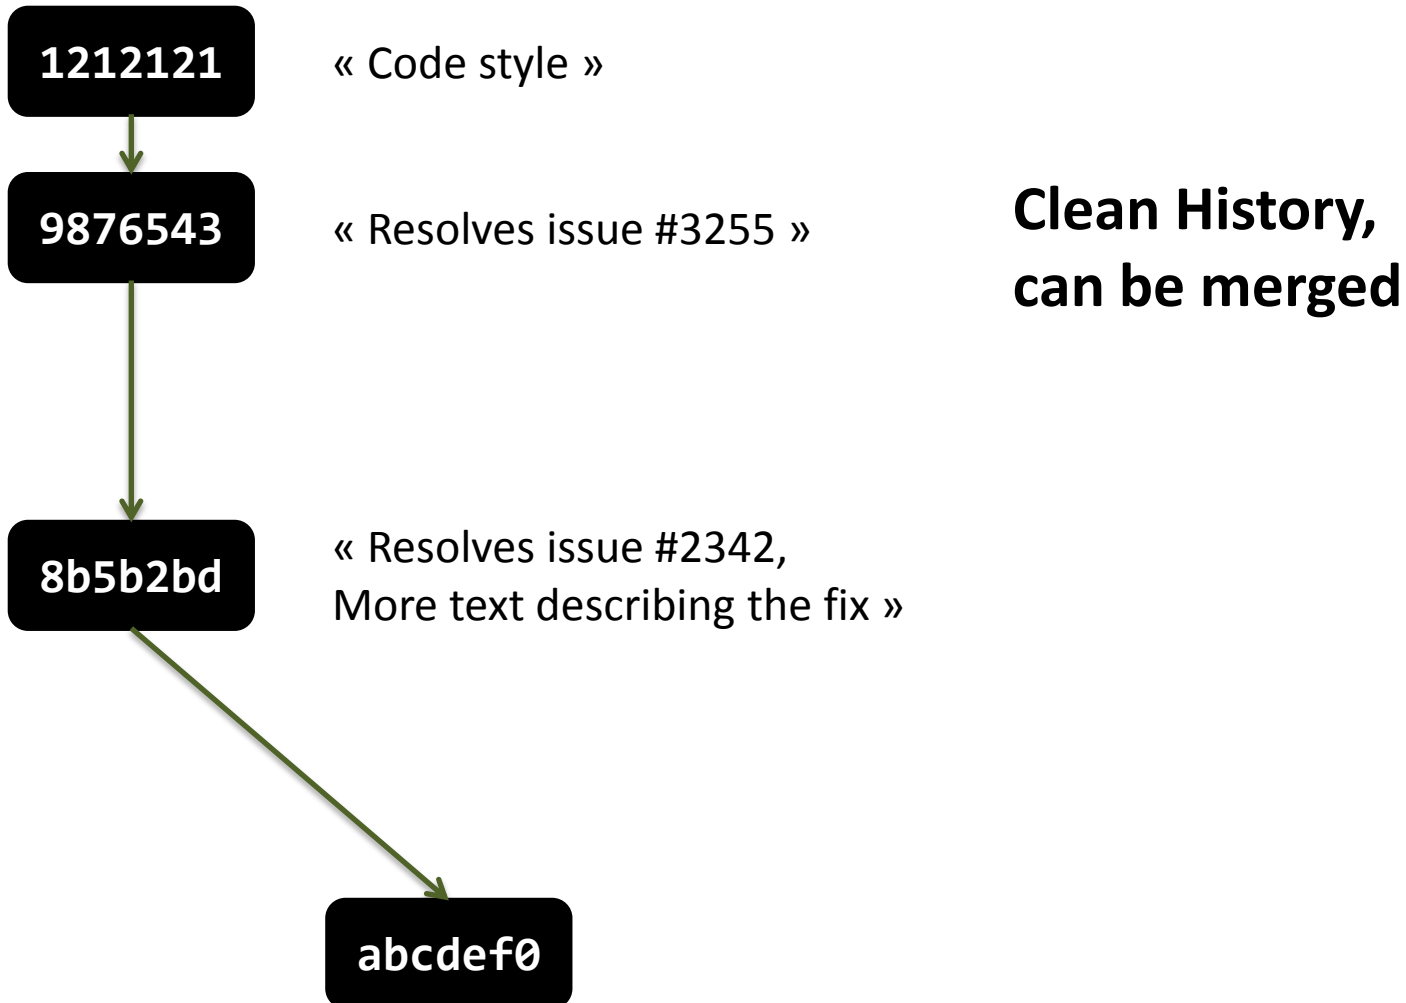 1212121
« Code style »
9876543
« Resolves issue #3255 »
Clean History,
can be merged
8b5b2bd
« Resolves issue #2342,
More text describing the fix »
abcdef0